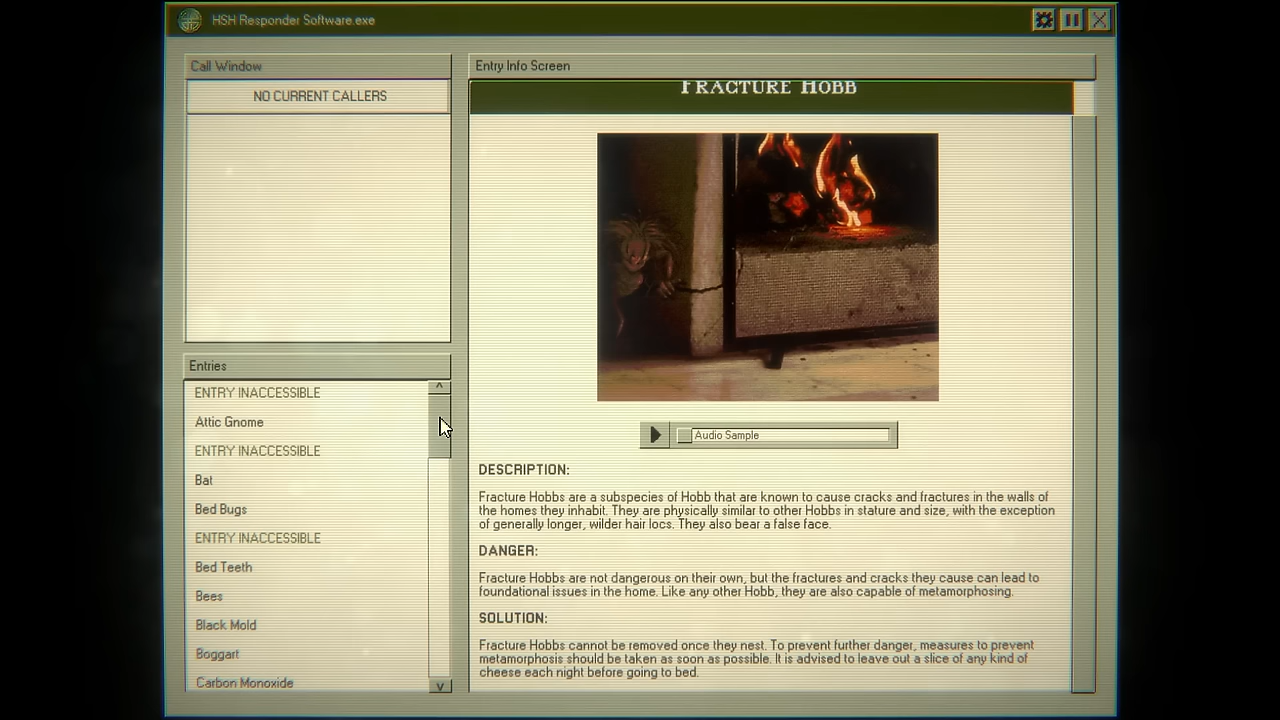 HSH Responder Software.exe
Call Window
NO CURRENT CALLERS
Entries
ENTRY INACCESSIBLE
Attic Gnome
ENTRY INACCESSIBLE
Bat
Bed Bugs
ENTRY INACCESSIBLE
Bed Teeth
Bees
Black Mold
Boggart
Carbon Monoxide
Entry Info Screen
FRACTURE HOBB
Audio Sample
DESCRIPTION:
Fracture Hobbs are a subspecies of Hobb that are known to cause cracks and fractures in the walls of
the homes they inhabit. They are physically similar to other Hobbs in stature and size, with the exception
of generally longer, wilder hair locs. They also bear a false face.
DANGER:
Fracture Hobbs are not dangerous on their own, but the fractures and cracks they cause can lead to
foundational issues in the home. Like any other Hobb, they are also capable of metamorphosing.
SOLUTION:
Fracture Hobbs cannot be removed once they nest. To prevent further danger, measures to prevent
metamorphosis should be taken as soon as possible. It is advised to leave out a slice of any kind of
cheese each night before going to bed.